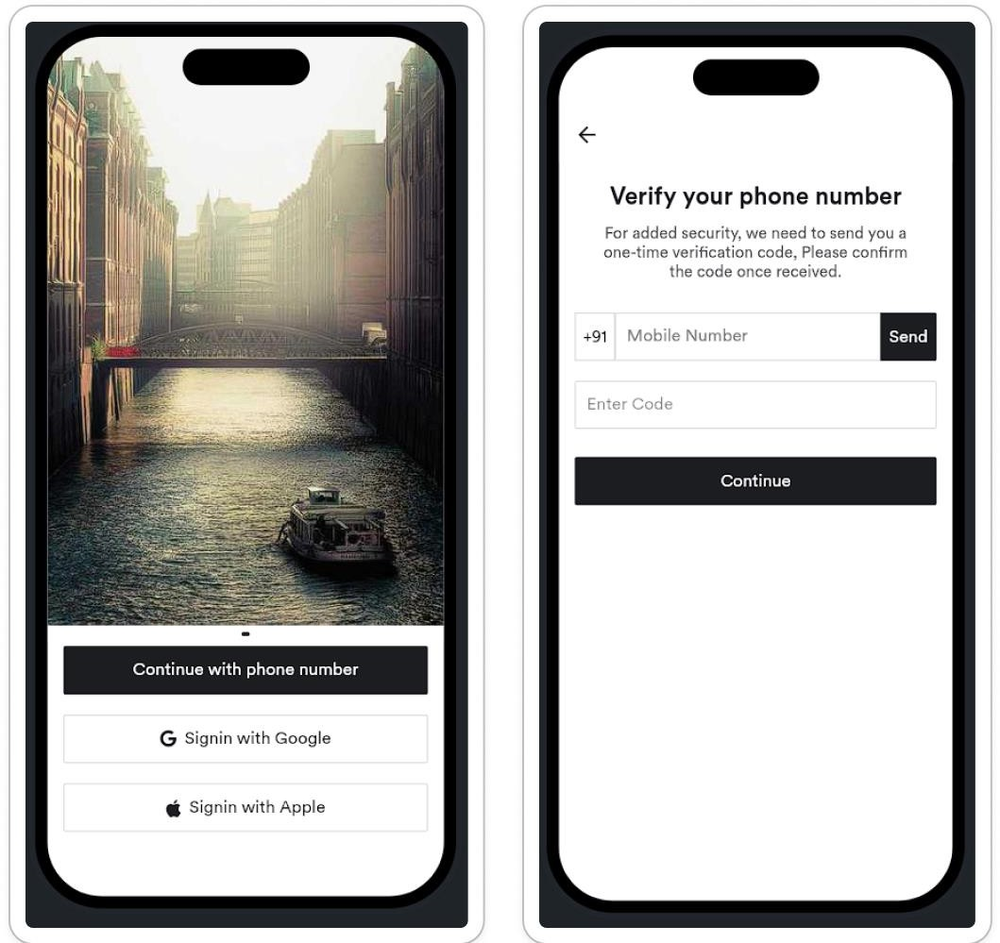 Continue with phone number
Signin with Google
Signin with Apple
Verify your phone number
For added security, we need to send you a
one-time verification code, Please confirm
the code once received.
+91 Mobile Number Send
Enter Code
Continue